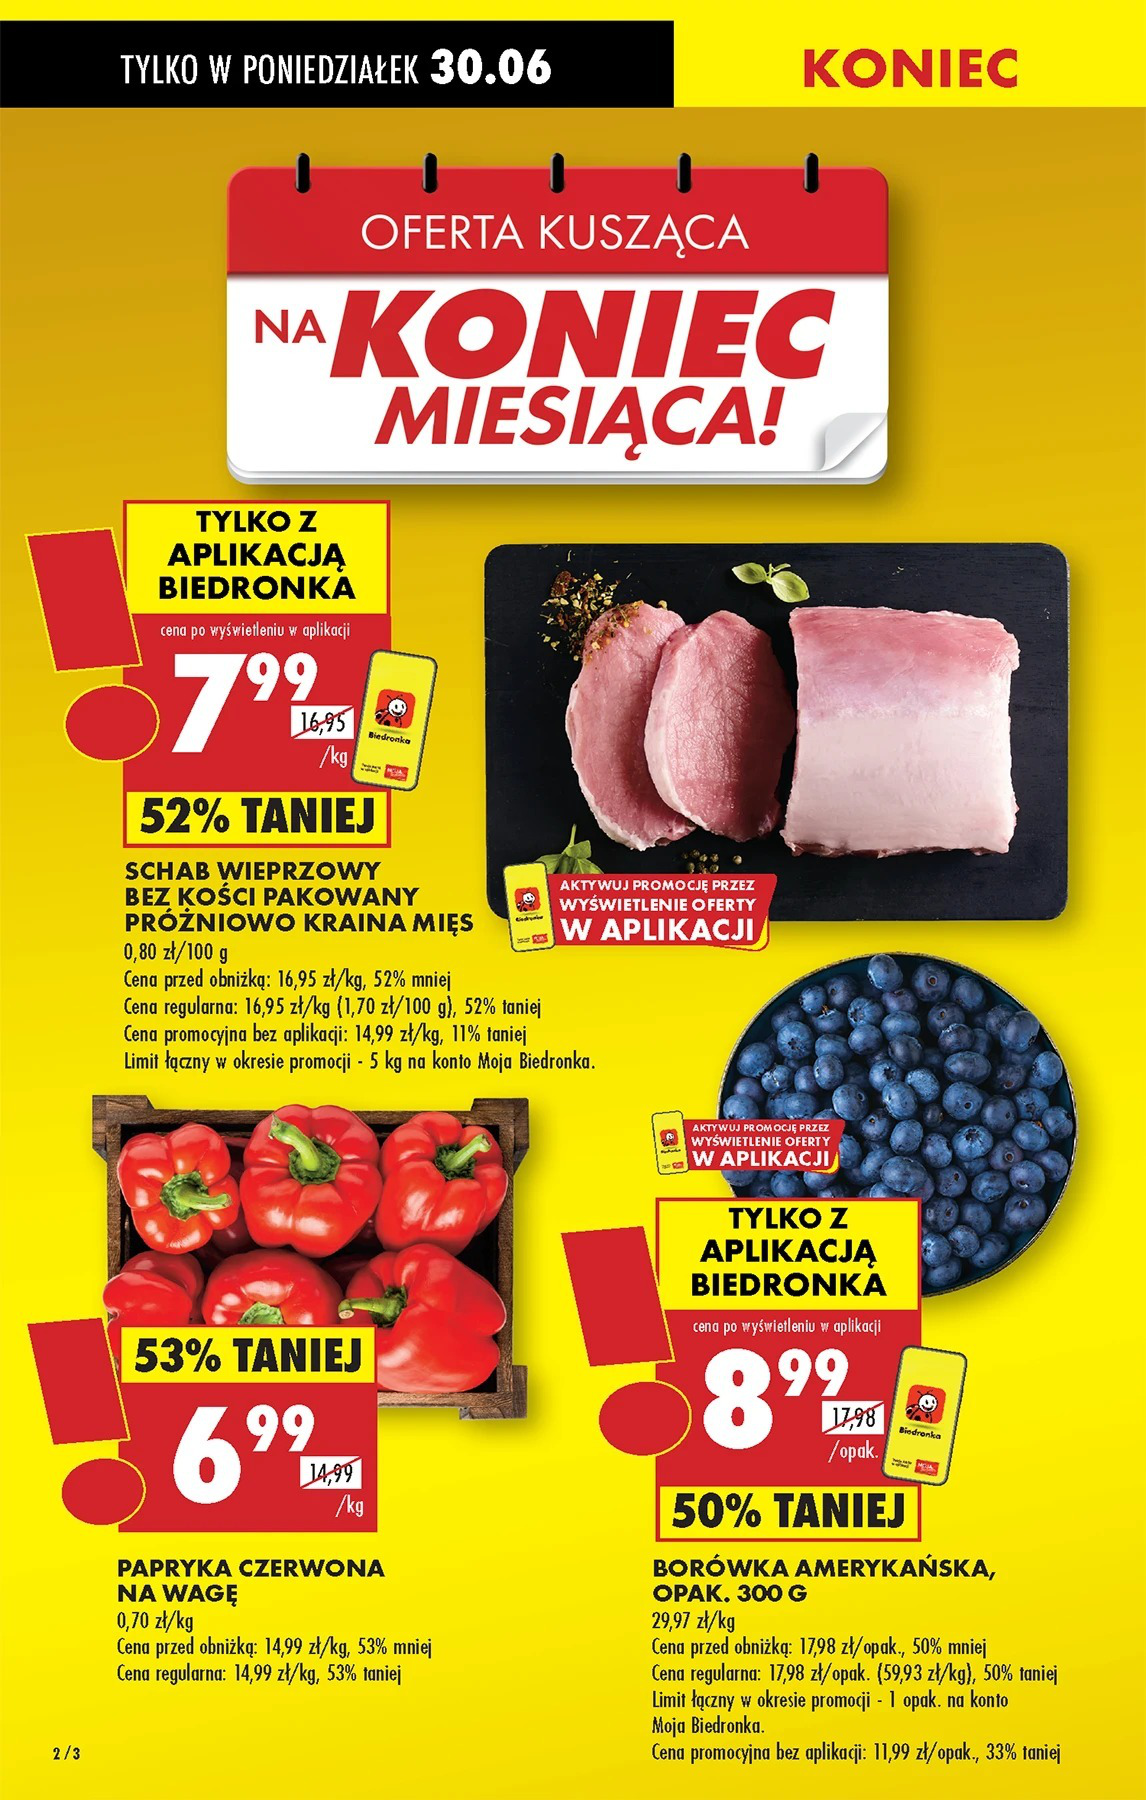 TYLKO W PONIEDZIAŁEK 30.06
KONIEC
OFERTA KUSZĄCA
NA KONIEC
MIESIĄCA!
TYLKO Z
APLIKACJĄ
BIEDRONKA
cena po wyświetleniu w aplikacji
799
16,95
/kg
Biedronka
52% TANIEJ
SCHAB WIEPRZOWY
BEZ KOŚCI PAKOWANY
PRÓŻNIOWO KRAINA MIĘS
0,80 zł/100 g
Cena przed obniżką: 16,95 zł/kg, 52% mniej
Cena regularna: 16,95 zł/kg (1,70 zł/100 g), 52% taniej
Cena promocyjna bez aplikacji: 14,99 zł/kg, 11% taniej
Limit łączny w okresie promocji - 5 kg na konto Moja Biedronka.
Biedronka
AKTYWUJ PROMOCJĘ PRZEZ
WYŚWIETLENIE OFERTY
W APLIKACJI
53% TANIEJ
699
14,99
/kg
PAPRYKA CZERWONA
NA WAGĘ
0,70 zł/kg
Cena przed obniżką: 14,99 zł/kg, 53% mniej
Cena regularna: 14,99 zł/kg, 53% taniej
AKTYWUJ PROMOCJĘ PRZEZ
WYŚWIETLENIE OFERTY
W APLIKACJI
TYLKO Z
APLIKACJĄ
BIEDRONKA
cena po wyświetleniu w aplikacji
899
17,98
/opak.
Biedronka
50% TANIEJ
BORÓWKA AMERYKAŃSKA,
OPAK. 300 G
29,97 zł/kg
Cena przed obniżką: 17,98 zł/opak., 50% mniej
Cena regularna: 17,98 zł/opak. (59,93 zł/kg), 50% taniej
Limit łączny w okresie promocji - 1 opak. na konto
Moja Biedronka.
Cena promocyjna bez aplikacji: 11,99 zł/opak., 33% taniej
2/3